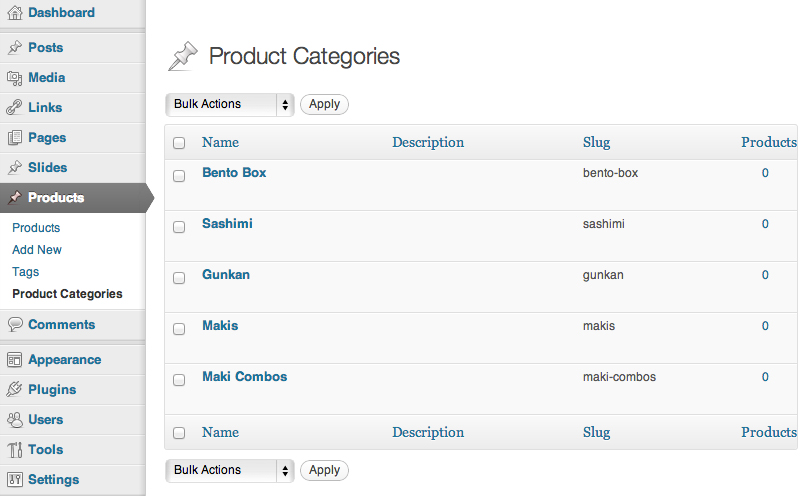 Dashboard
Posts
Media
Links
Pages
Slides
Products
Products
Add New
Tags
Product Categories
Comments
Appearance
Plugins
Users
Tools
Settings
Product Categories
Bulk Actions Apply
Name Description Slug Products
Bento Box bento-box 0
Sashimi sashimi 0
Gunkan gunkan 0
Makis makis 0
Maki Combos maki-combos 0
Name Description Slug Products
Bulk Actions Apply